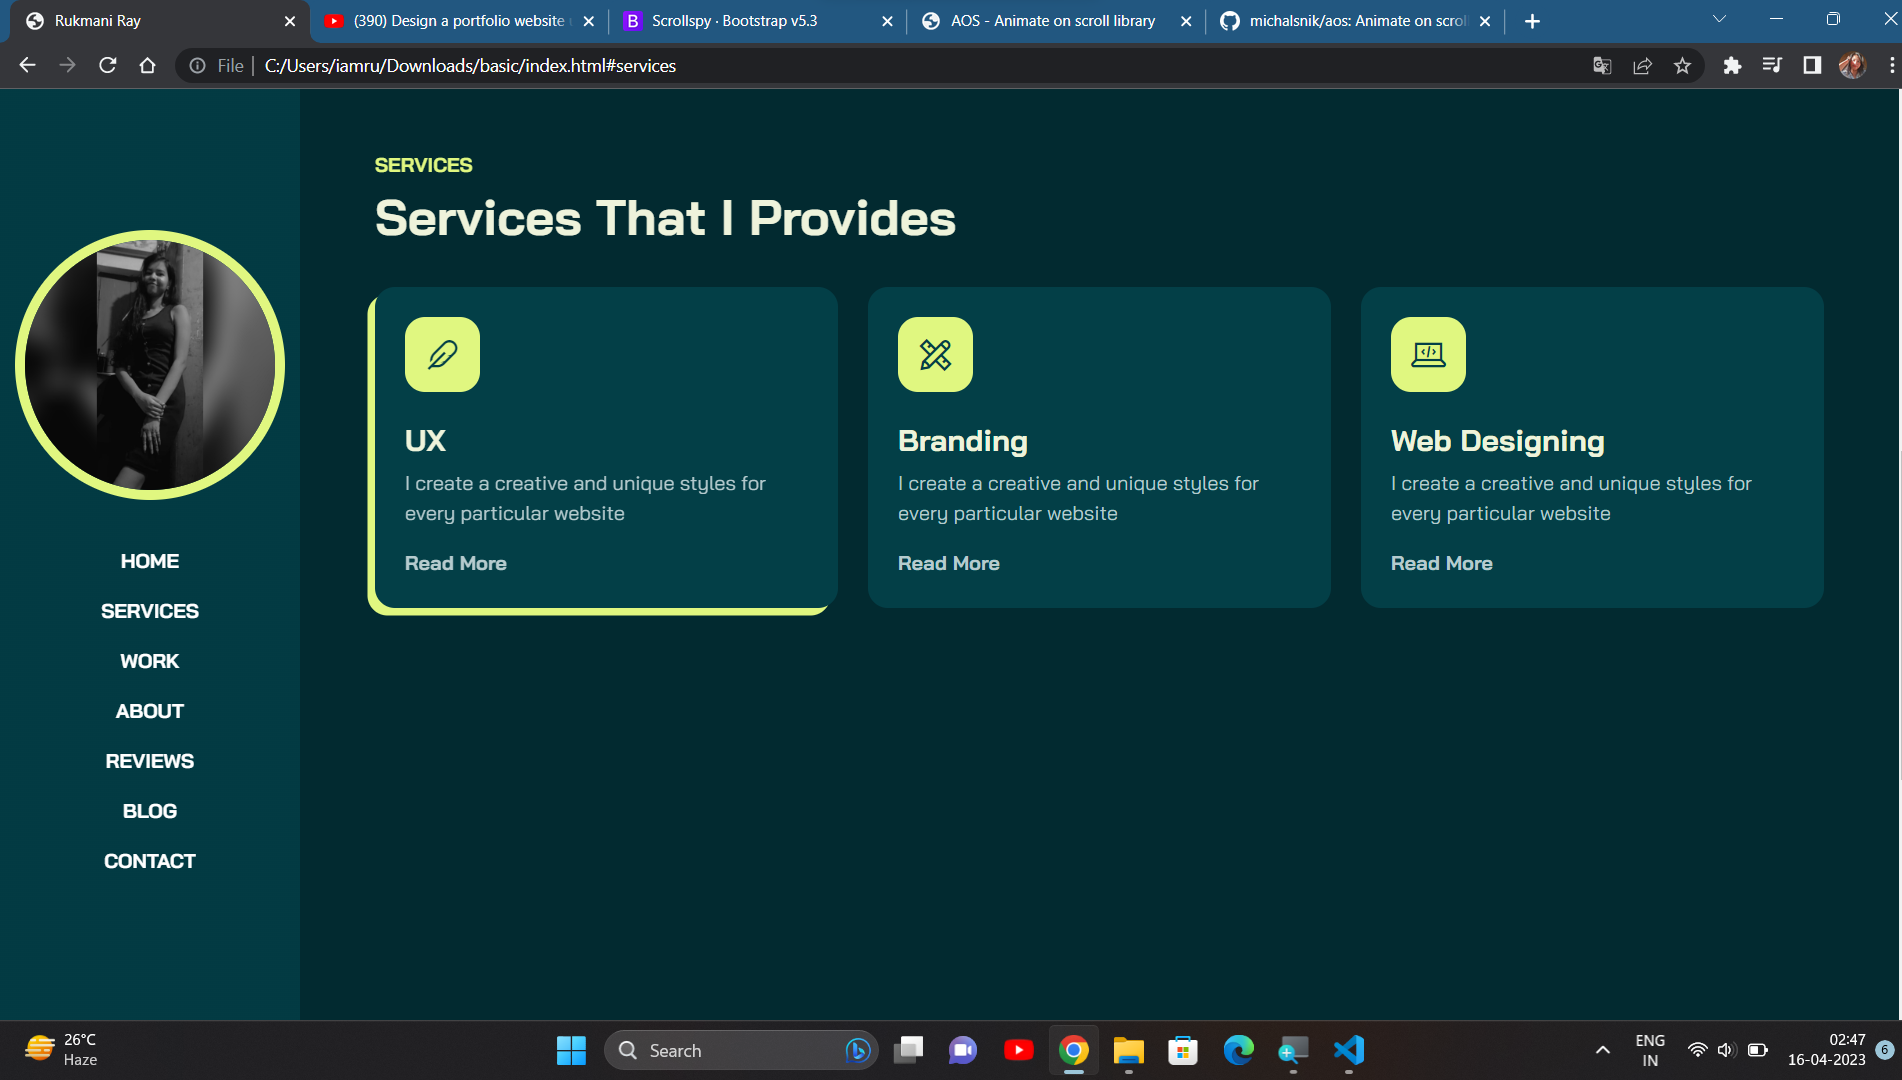 Rukmani Ray
(390) Design a portfolio website
B
Scrollspy · Bootstrap v5.3
AOS - Animate on scroll library
michalsnik/aos: Animate on scrol
File
C:/Users/iamru/Downloads/basic/index.html#services
SERVICES
Services That I Provides
UX
I create a creative and unique styles for
every particular website
Read More
Branding
I create a creative and unique styles for
every particular website
Read More
Web Designing
I create a creative and unique styles for
every particular website
Read More
HOME
SERVICES
WORK
ABOUT
REVIEWS
BLOG
CONTACT
26°C
Haze
Search
ENG
IN
02:47
16-04-2023
6